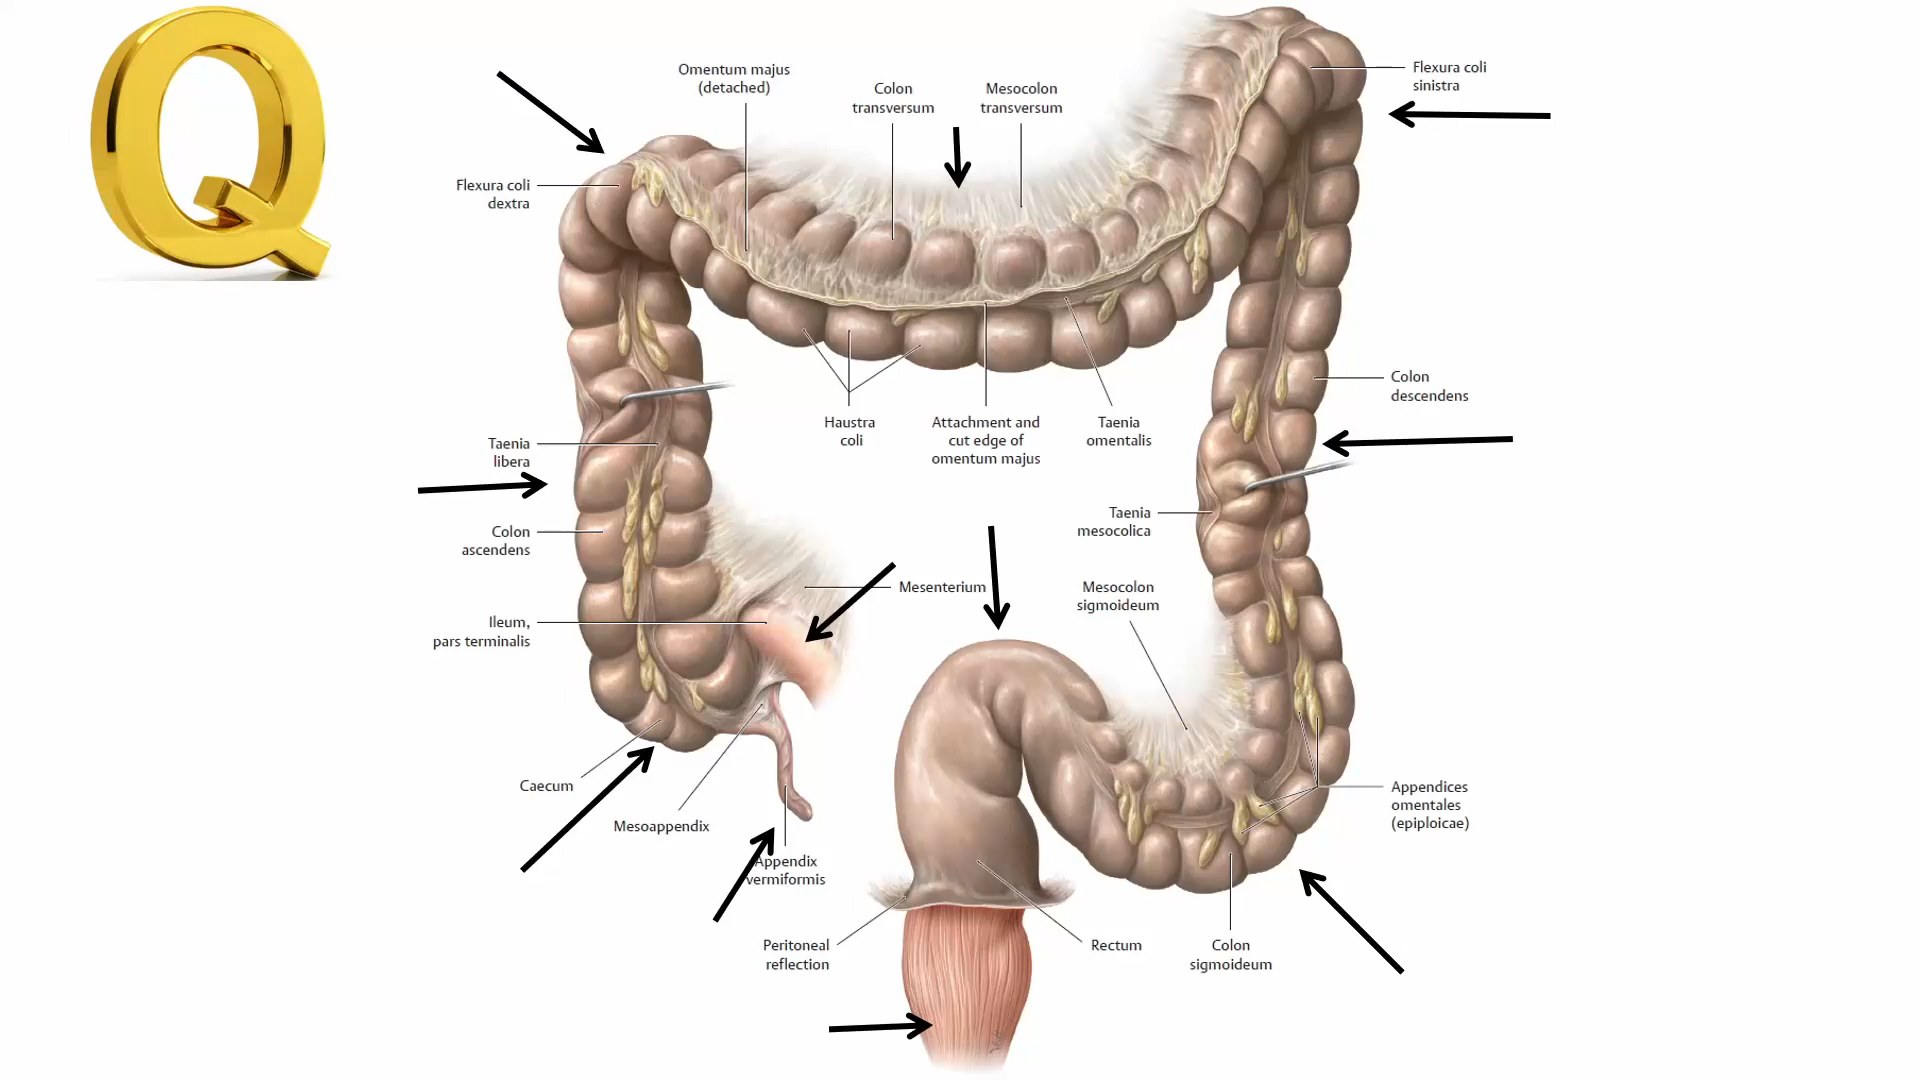 Q
Omentum majus
(detached)
Colon
transversum
Mesocolon
transversum
Flexura coli
sinistra
Flexura coli
dextra
Colon
descendens
Haustra
coli
Attachment and
cut edge of
omentum majus
Taenia
omentalis
Taenia
libera
Taenia
mesocolica
Colon
ascendens
Mesenterium
Mesocolon
sigmoideum
Ileum,
pars terminalis
Caecum
Mesoappendix
Appendices
omentales
(epiploicae)
Appendix
vermiformis
Peritoneal
reflection
Rectum
Colon
sigmoideum